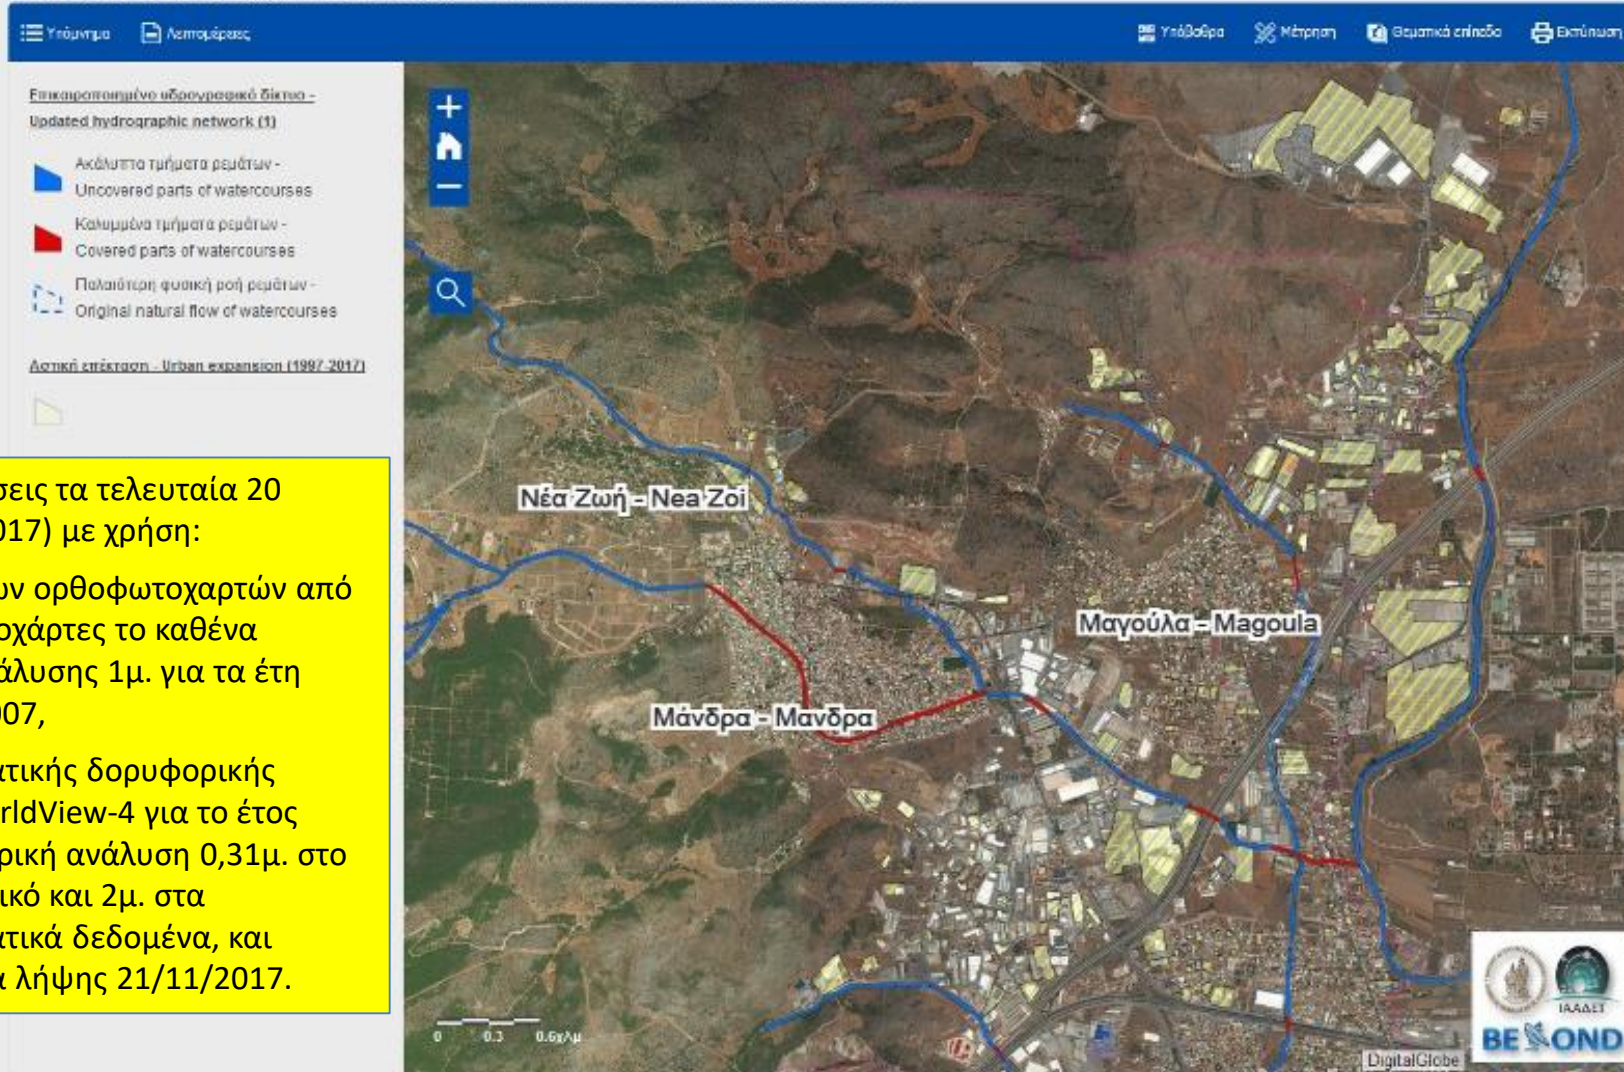 Υπόμνημα
Λεπτομέρειες
Υπόβαθρα
Μέτρηση
Θεματικά επίπεδα
Εκτύπωση
Επικαιροποιημένο υδρογραφικό δίκτυο -
Updated hydrographic network (1)
Ακάλυπτα τμήματα ρεμάτων -
Uncovered parts of watercourses
Καλυμμένα τμήματα ρεμάτων -
Covered parts of watercourses
Παλαιότερη φυσική ροή ρεμάτων -
Original natural flow of watercourses
Αστική επέκταση - Urban expansion (1997-2017)
σεις τα τελευταία 20
017) με χρήση:
ων ορθοφωτοχαρτών από
οχάρτες το καθένα
άλυσης 1μ. για τα έτη
007,
ατικής δορυφορικής
rldView-4 για το έτος
ρική ανάλυση 0,31μ. στο
ικό και 2μ. στα
ατικά δεδομένα, και
α λήψης 21/11/2017.
Νέα Ζωή - Nea Zoi
Μαγούλα - Magoula
Μάνδρα - Μανδρα
0 0.3 0.6χλμ
ΙΑΑΔΕΤ
BEYOND
DigitalGlobe